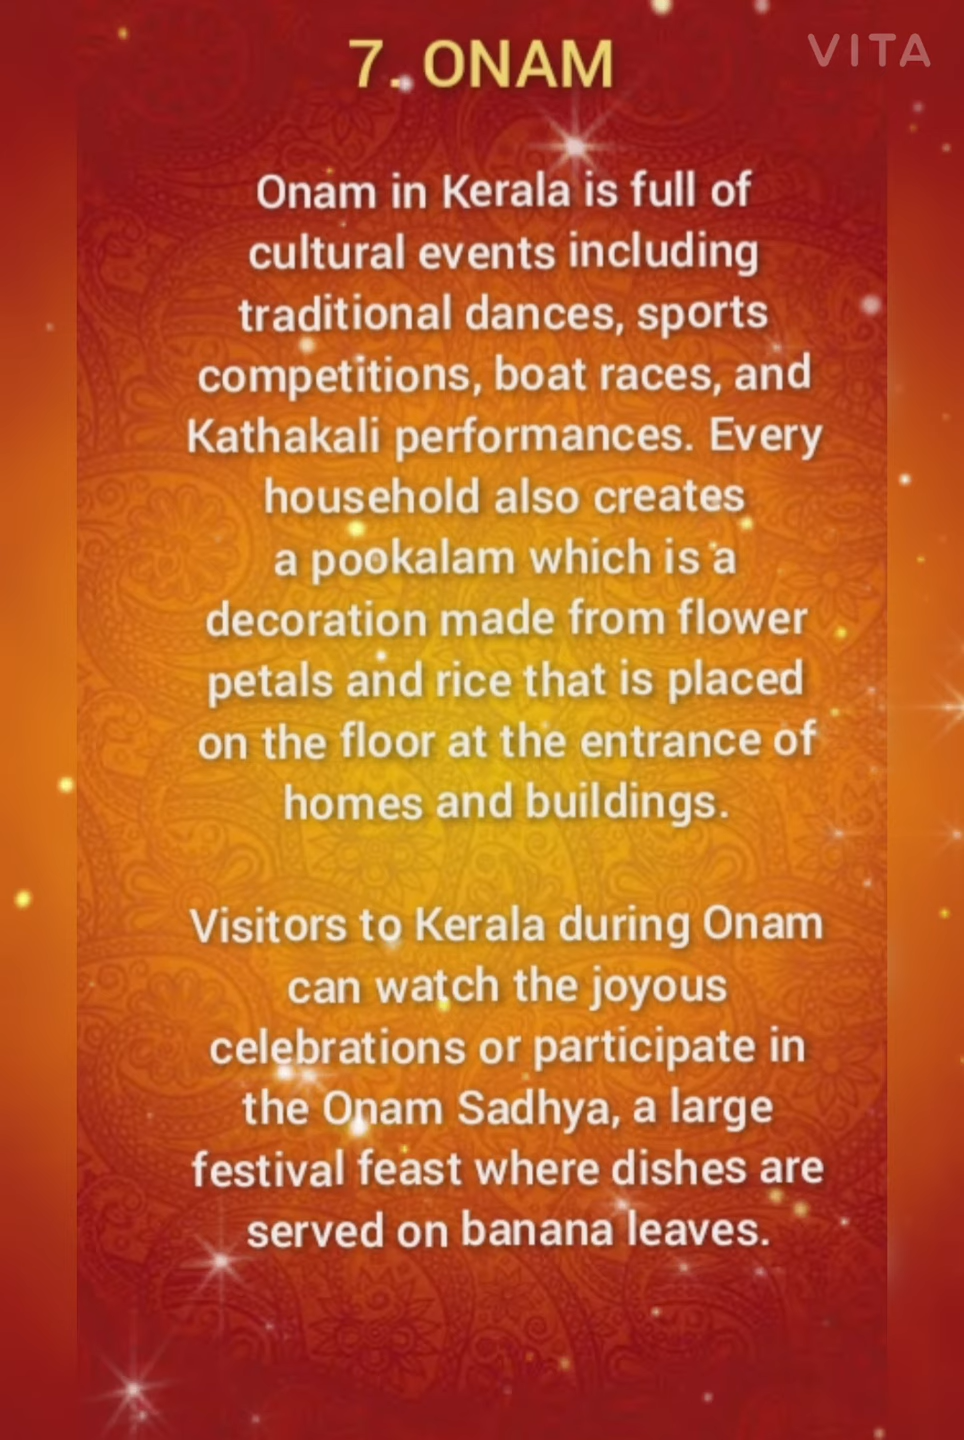 7. ONAM
VITA
Onam in Kerala is full of
cultural events including
traditional dances, sports
competitions, boat races, and
Kathakali performances. Every
household also creates
a pookalam which is a
decoration made from flower
petals and rice that is placed
on the floor at the entrance of
homes and buildings.
Visitors to Kerala during Onam
can watch the joyous
celebrations or participate in
the Onam Sadhya, a large
festival feast where dishes are
served on banana leaves.